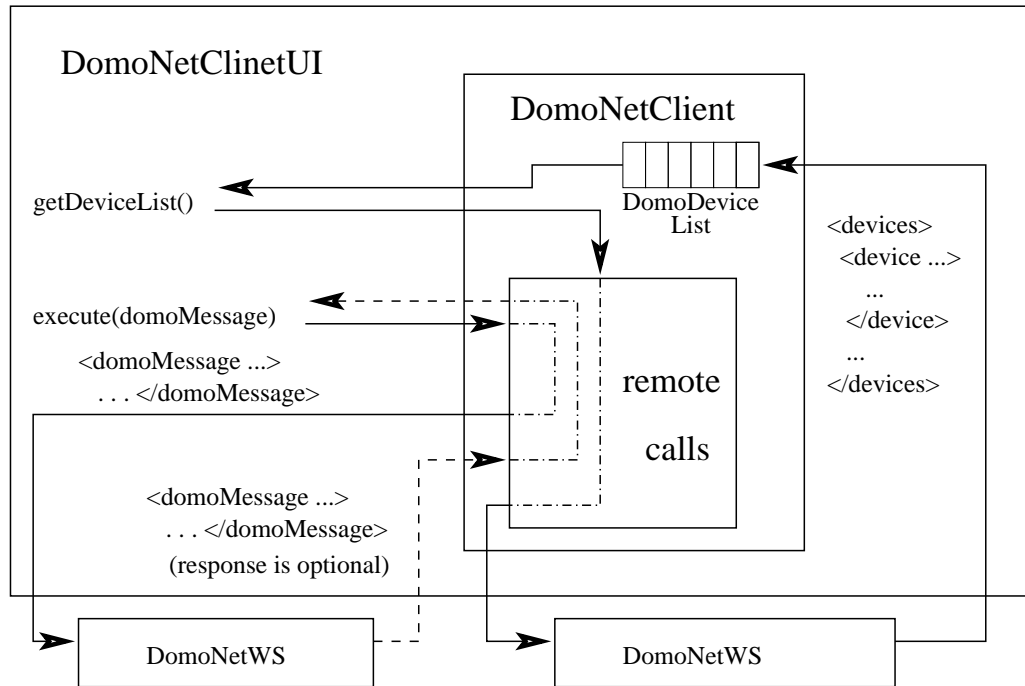 DomoNetClinetUI
DomoNetClient
getDeviceList()
DomoDevice
List
<devices>
<device ...>
...
</device>
...
</devices>
execute(domoMessage)
<domoMessage ...>
. . . </domoMessage>
remote
calls
<domoMessage ...>
. . . </domoMessage>
(response is optional)
DomoNetWS
DomoNetWS